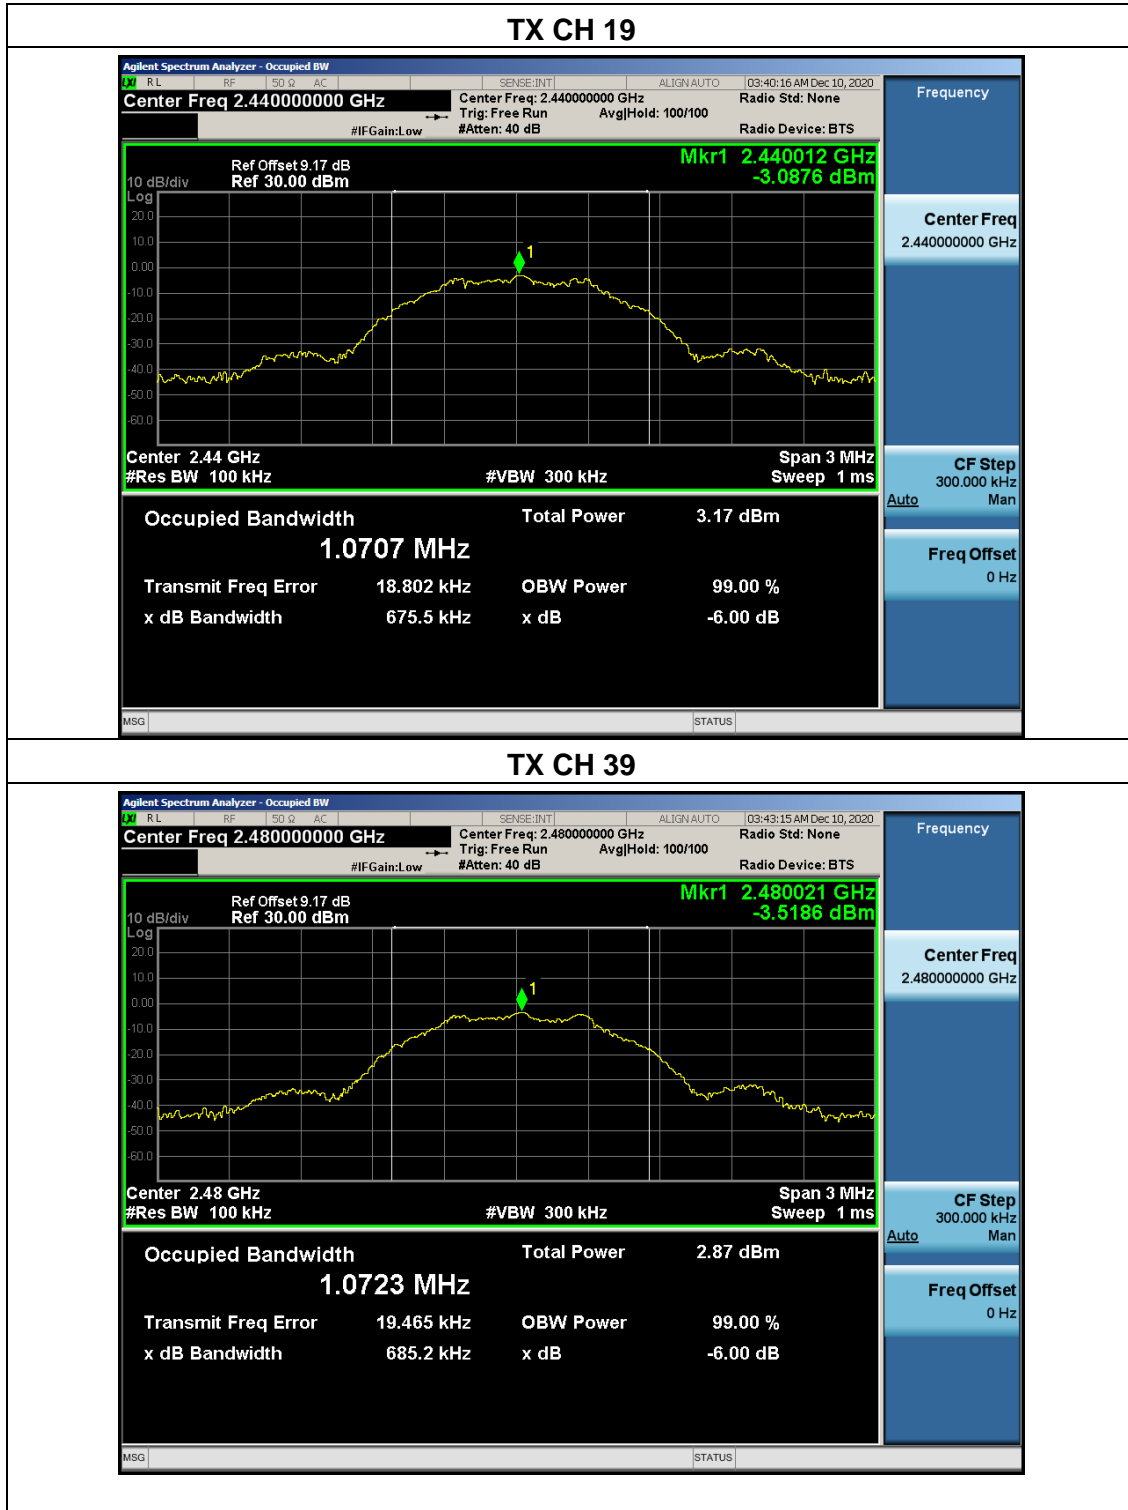 TX CH 19
Agilent Spectrum Analyzer - Occupied BW
LXI RL RF 50 Ω AC SENSE:INT ALIGN AUTO 03:40:16 AM Dec 10, 2020
Center Freq 2.440000000 GHz
Center Freq: 2.440000000 GHz Radio Std: None
Trig: Free Run Avg|Hold: 100/100
#IFGain:Low #Atten: 40 dB Radio Device: BTS
Frequency
Mkr1 2.440012 GHz
-3.0876 dBm
Ref Offset 9.17 dB
10 dB/div Ref 30.00 dBm
Log
20.0
10.0
0.00
-10.0
-20.0
-30.0
-40.0
-50.0
-60.0
1
Center 2.44 GHz Span 3 MHz
#Res BW 100 kHz #VBW 300 kHz Sweep 1 ms
Center Freq
2.440000000 GHz
CF Step
300.000 kHz
Auto Man
Freq Offset
0 Hz
Occupied Bandwidth Total Power 3.17 dBm
1.0707 MHz
Transmit Freq Error 18.802 kHz OBW Power 99.00 %
x dB Bandwidth 675.5 kHz x dB -6.00 dB
MSG STATUS
TX CH 39
Agilent Spectrum Analyzer - Occupied BW
LXI RL RF 50 Ω AC SENSE:INT ALIGN AUTO 03:43:15 AM Dec 10, 2020
Center Freq 2.480000000 GHz
Center Freq: 2.480000000 GHz Radio Std: None
Trig: Free Run Avg|Hold: 100/100
#IFGain:Low #Atten: 40 dB Radio Device: BTS
Frequency
Mkr1 2.480021 GHz
-3.5186 dBm
Ref Offset 9.17 dB
10 dB/div Ref 30.00 dBm
Log
20.0
10.0
0.00
-10.0
-20.0
-30.0
-40.0
-50.0
-60.0
1
Center 2.48 GHz Span 3 MHz
#Res BW 100 kHz #VBW 300 kHz Sweep 1 ms
Center Freq
2.480000000 GHz
CF Step
300.000 kHz
Auto Man
Freq Offset
0 Hz
Occupied Bandwidth Total Power 2.87 dBm
1.0723 MHz
Transmit Freq Error 19.465 kHz OBW Power 99.00 %
x dB Bandwidth 685.2 kHz x dB -6.00 dB
MSG STATUS